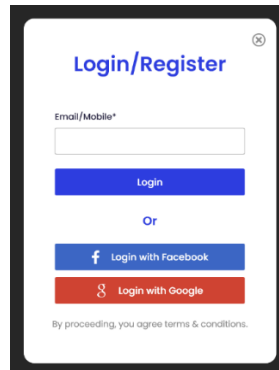 Login/Register
Email/Mobile*
Login
Or
Login with Facebook
Login with Google
By proceeding, you agree terms & conditions.